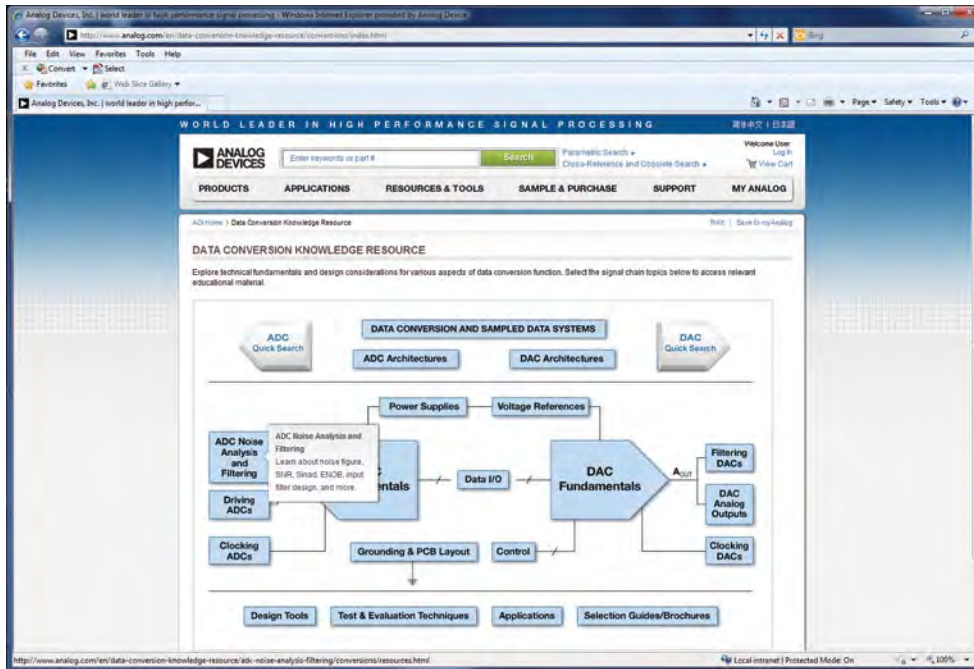 Analog Devices, Inc. | world leader in high performance signal processing - Windows Internet Explorer provided by Analog Device
http://www.analog.com/en/data-conversion-knowledge-resource/conversions/index.html
Bing
File Edit View Favorites Tools Help
x Convert Select
Favorites Web Slice Gallery
Analog Devices, Inc. | world leader in high perfor...
Page Safety Tools
WORLD LEADER IN HIGH PERFORMANCE SIGNAL PROCESSING
简体中文 | 日本語
ANALOG DEVICES
Enter keywords or part #
Search
Parametric Search
Cross-Reference and Obsolete Search
Welcome User
Log In
View Cart
PRODUCTS APPLICATIONS RESOURCES & TOOLS SAMPLE & PURCHASE SUPPORT MY ANALOG
ADI Home > Data Conversion Knowledge Resource
Print | Save to myAnalog
DATA CONVERSION KNOWLEDGE RESOURCE
Explore technical fundamentals and design considerations for various aspects of data conversion function. Select the signal chain topics below to access relevant
educational material.
ADC
Quick Search
DATA CONVERSION AND SAMPLED DATA SYSTEMS
DAC
Quick Search
ADC Architectures
DAC Architectures
Power Supplies
Voltage References
ADC Noise
Analysis
and
Filtering
ADC Noise Analysis and
Filtering
Learn about noise figure,
SNR, Sinad, ENOB, input
filter design, and more.
C
entals
Data I/O
DAC
Fundamentals
AOUT
Filtering
DACs
Driving
ADCs
DAC
Analog
Outputs
Clocking
ADCs
Grounding & PCB Layout
Control
Clocking
DACs
Design Tools
Test & Evaluation Techniques
Applications
Selection Guides/Brochures
http://www.analog.com/en/data-conversion-knowledge-resource/adc-noise-analysis-filtering/conversions/resources.html
Local intranet | Protected Mode: On
100%